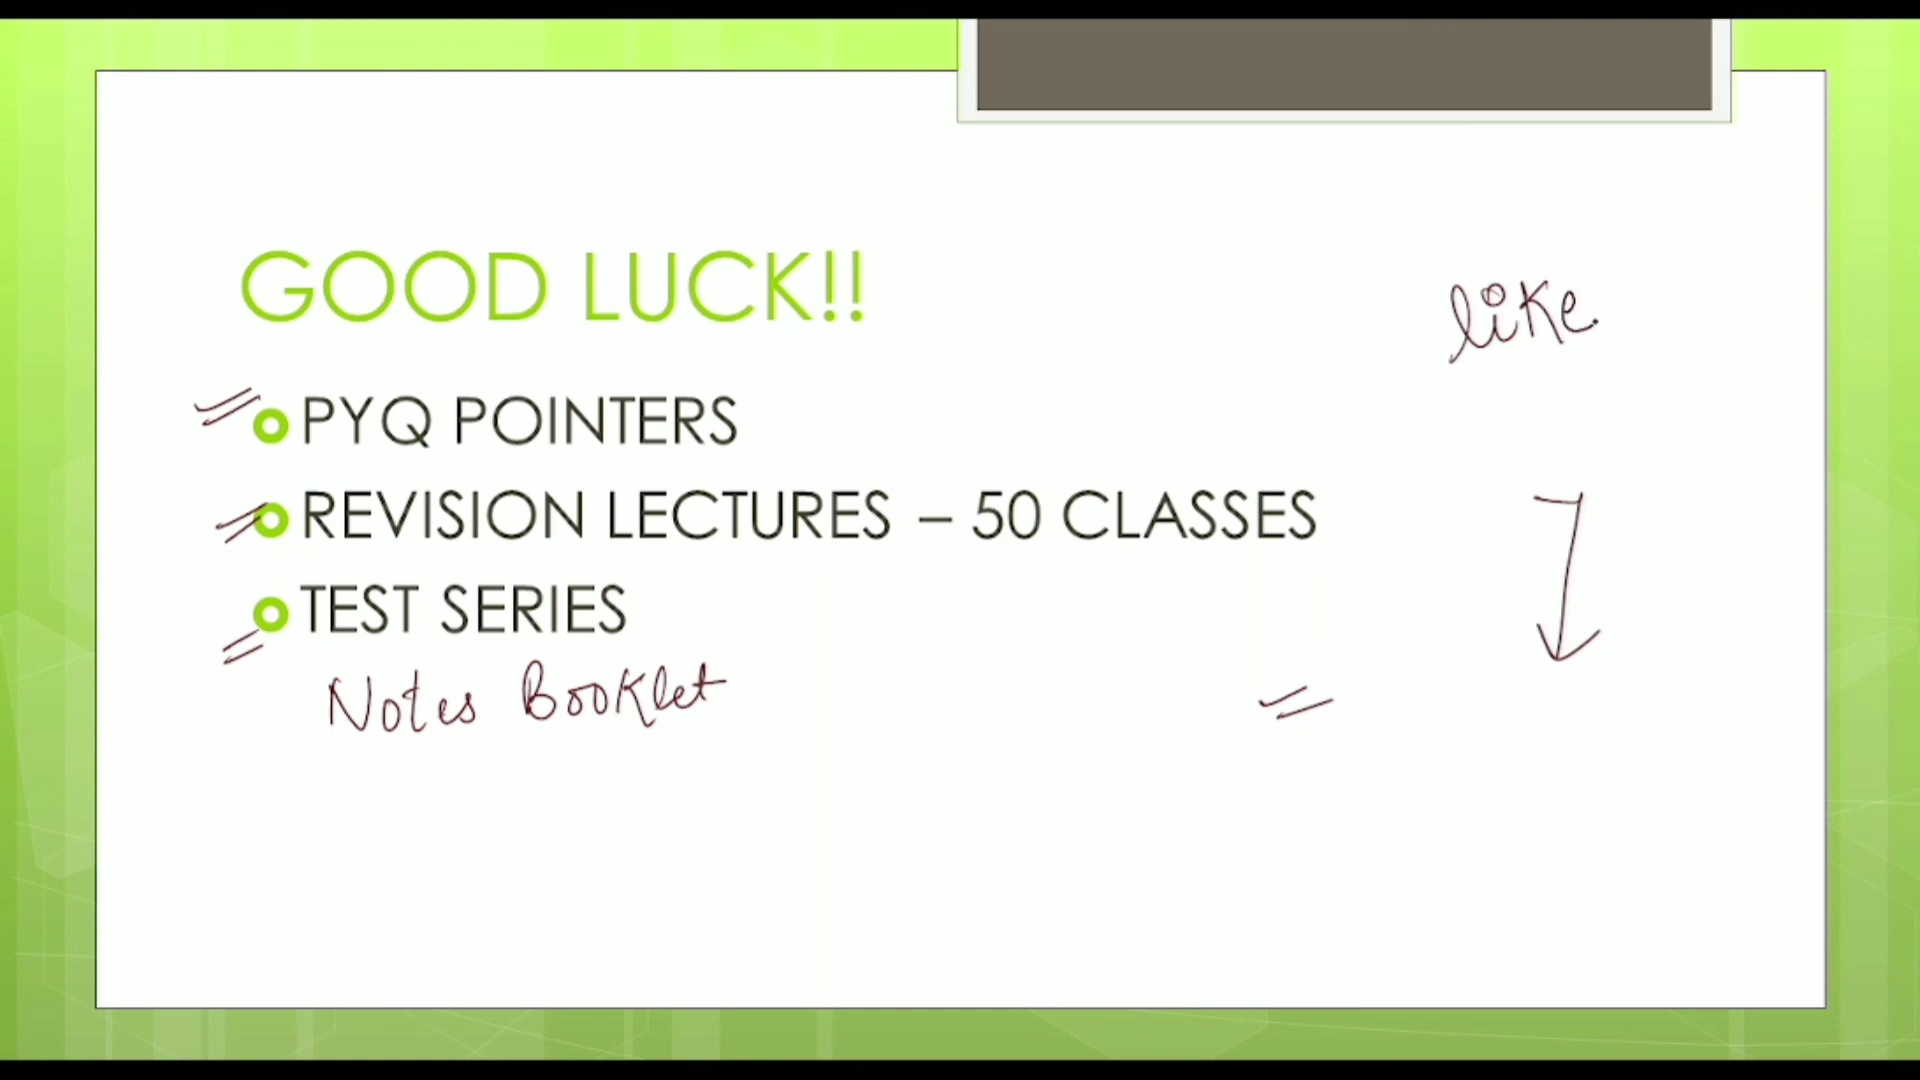 GOOD LUCK!!
like.
PYQ POINTERS
REVISION LECTURES – 50 CLASSES
TEST SERIES
Notes Booklet